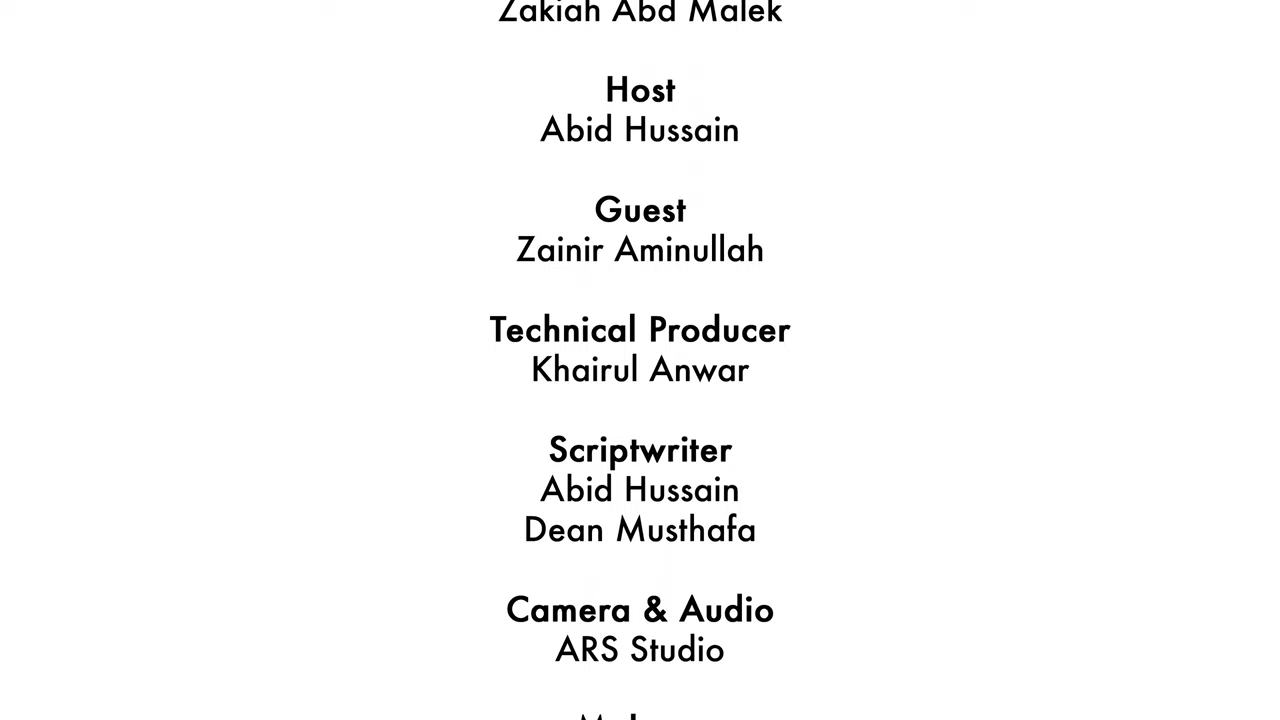 Zakiah Abd Malek
Host
Abid Hussain
Guest
Zainir Aminullah
Technical Producer
Khairul Anwar
Scriptwriter
Abid Hussain
Dean Musthafa
Camera & Audio
ARS Studio